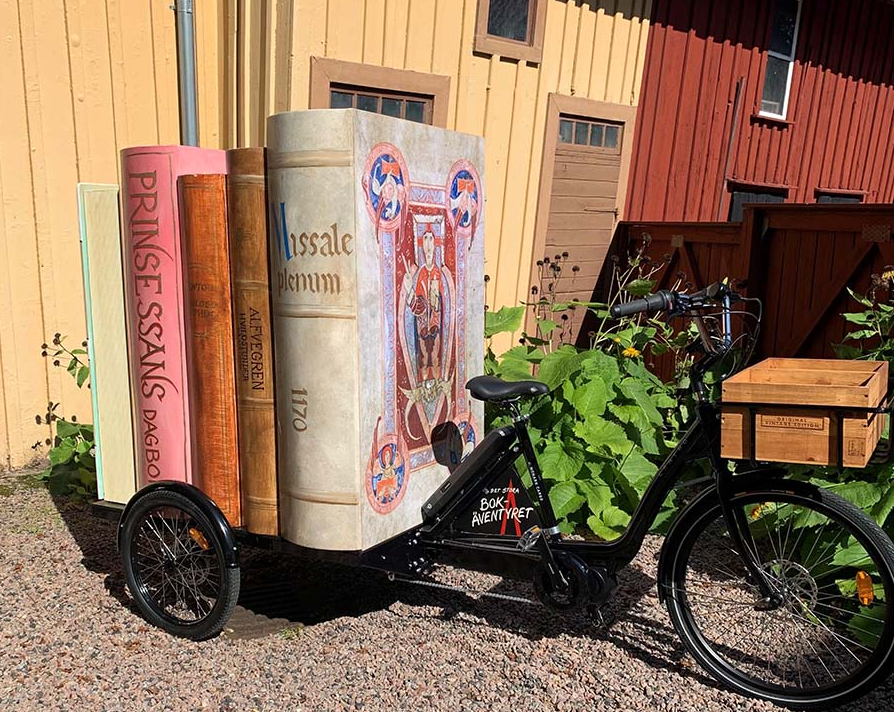 PRINSESSANS DAGBO
ALFVEGREN
Missale
plenum
1170
DET STORA
BOK-
ÄVENTYRET
ORIGINAL
VINTAGE EDITION